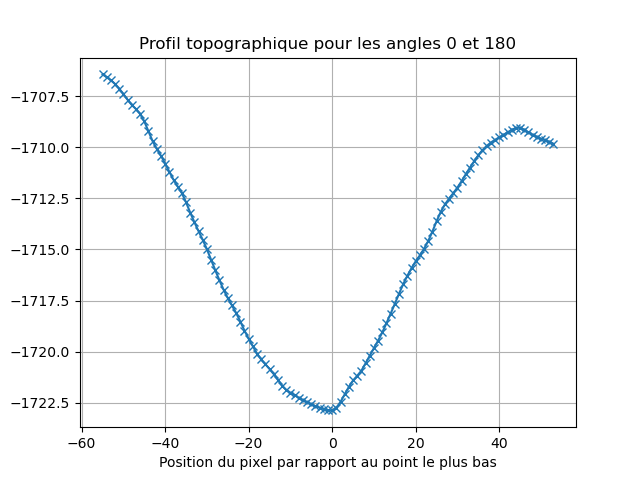 Profil topographique pour les angles 0 et 180
−1707.5
−1710.0
−1712.5
−1715.0
−1717.5
−1720.0
−1722.5
−60 −40 −20 0 20 40
Position du pixel par rapport au point le plus bas